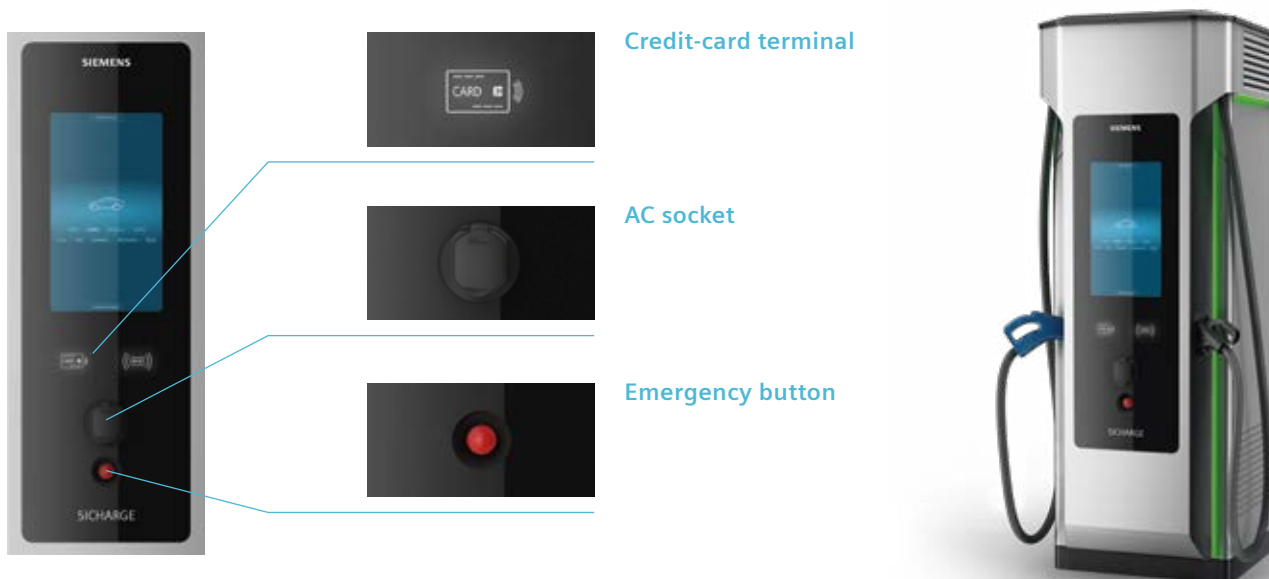 SIEMENS
SICHARGE
CARD
Credit-card terminal
AC socket
Emergency button
SIEMENS
SICHARGE